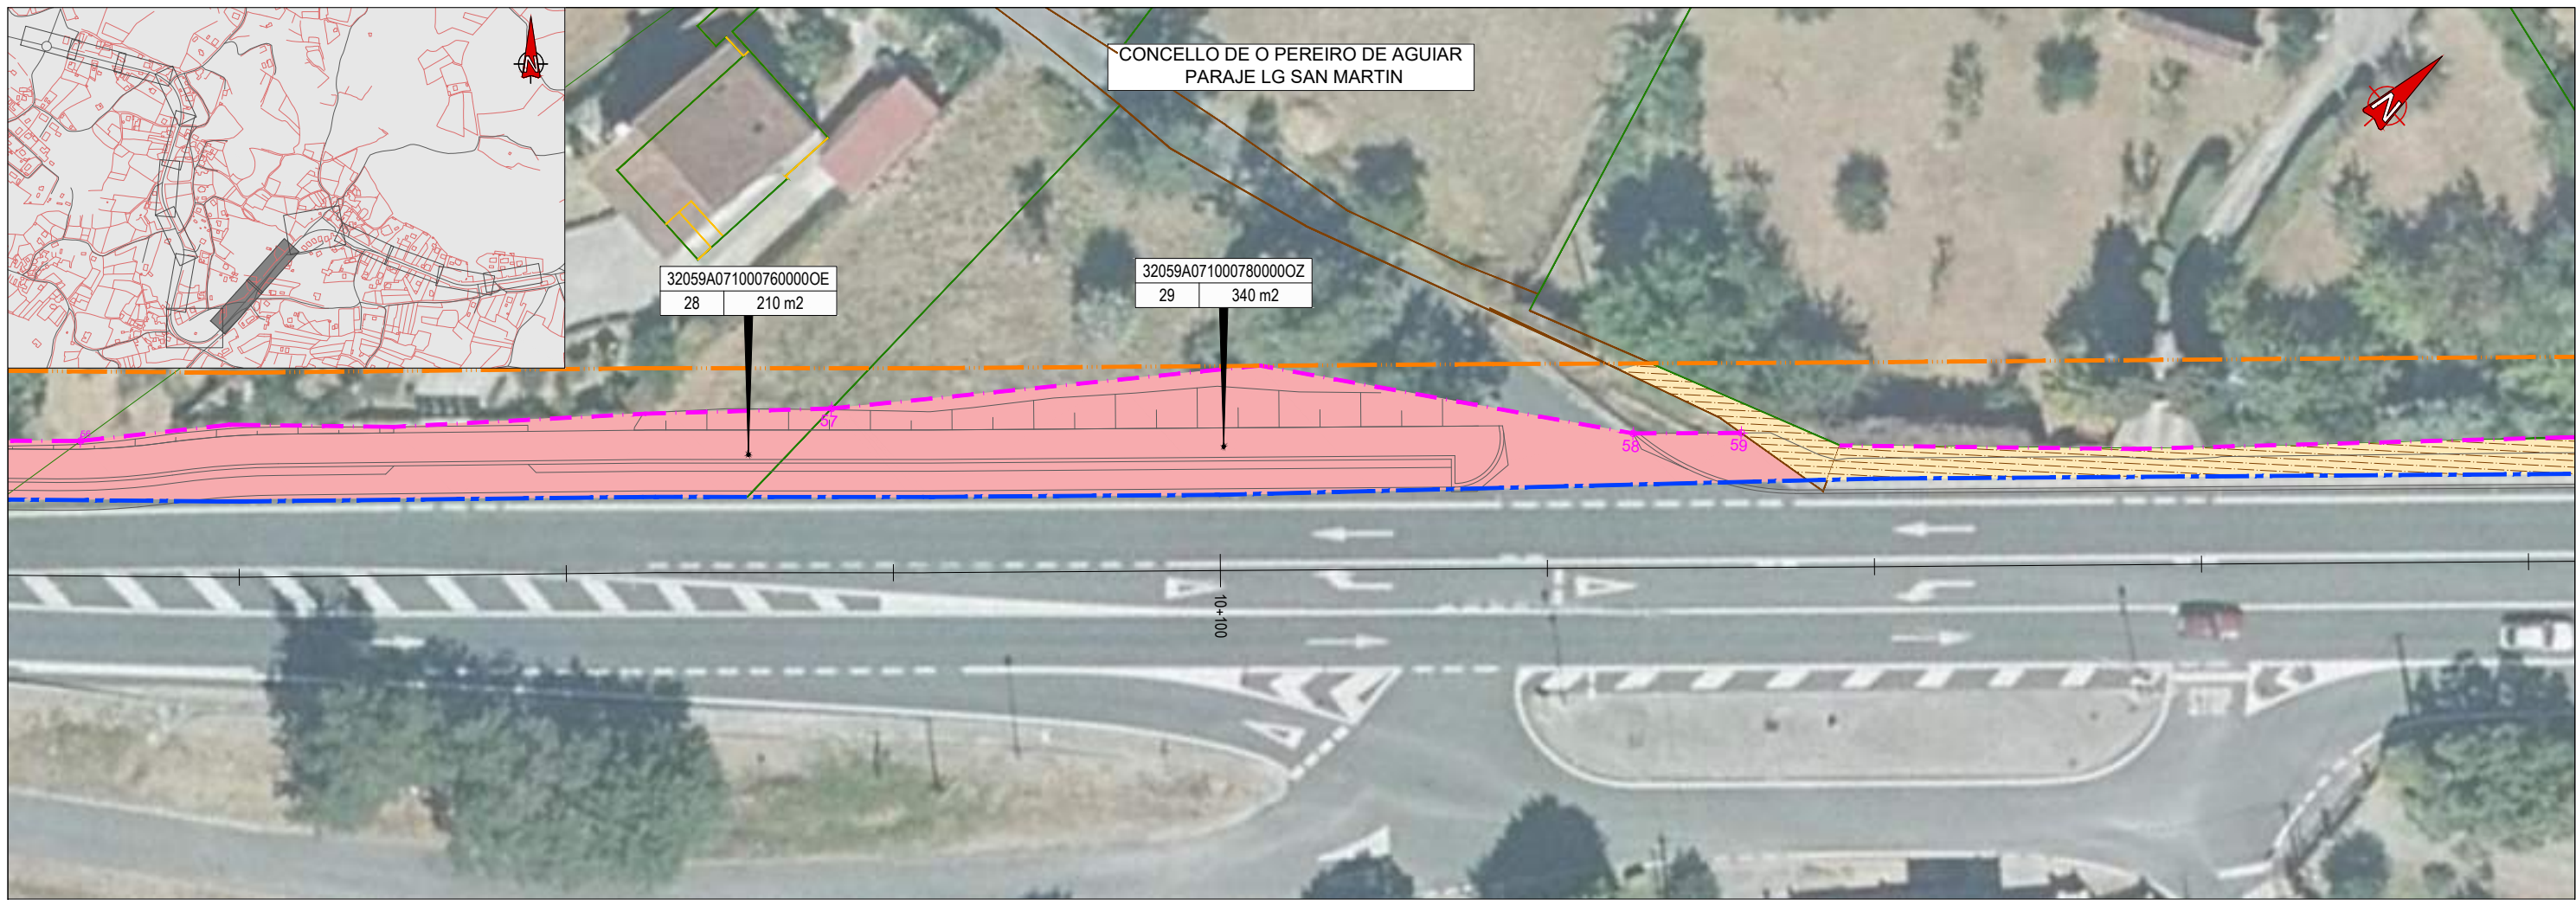 N
CONCELLO DE O PEREIRO DE AGUIAR
PARAJE LG SAN MARTIN
N
32059A071000760000OE
28 210 m2
32059A071000780000OZ
29 340 m2
57
58
59
10+100